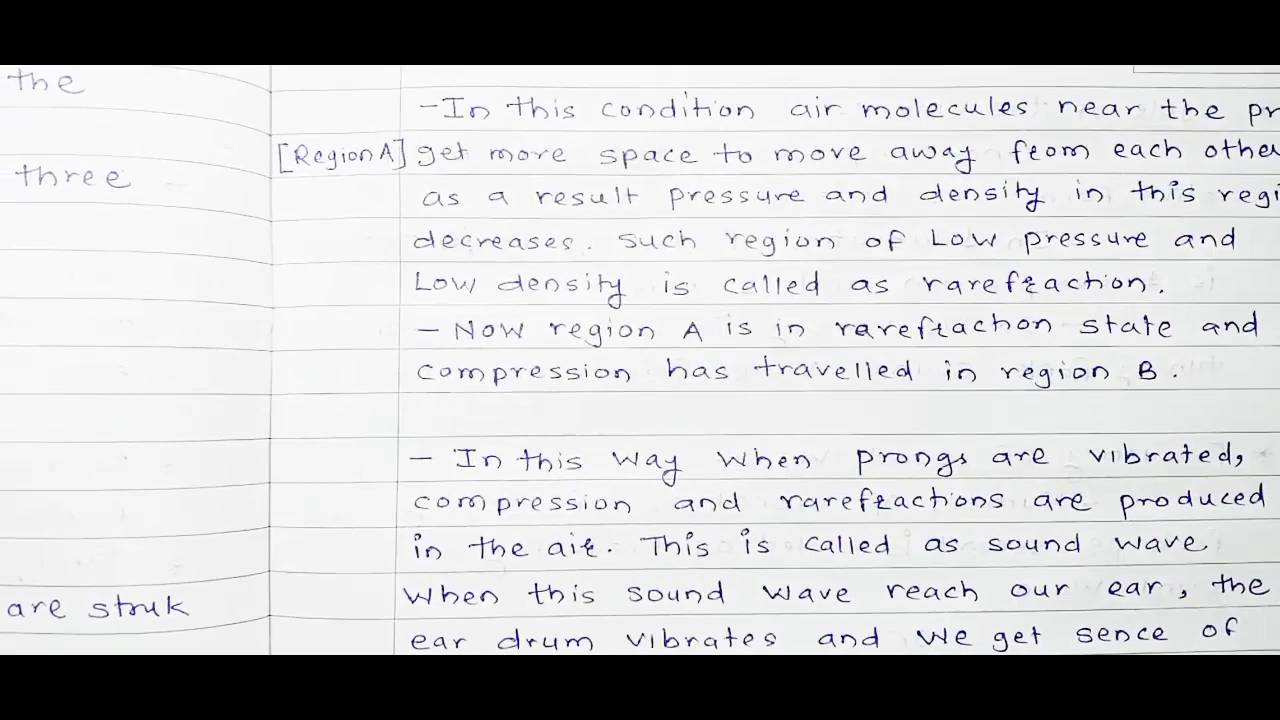 the
three
are struk
-In this condition air molecules near the pr
[Region A] get more space to move away from each other
as a result pressure and density in this regi
decreases. such region of Low pressure and
Low density is called as rarefraction.
- Now region A is in rarefraction state and
compression has travelled in region B.
- In this way when prongs are vibrated,
compression and rarefractions are produced
in the air. This is called as sound wave
when this sound wave reach our ear, the
ear drum vibrates and we get sence of